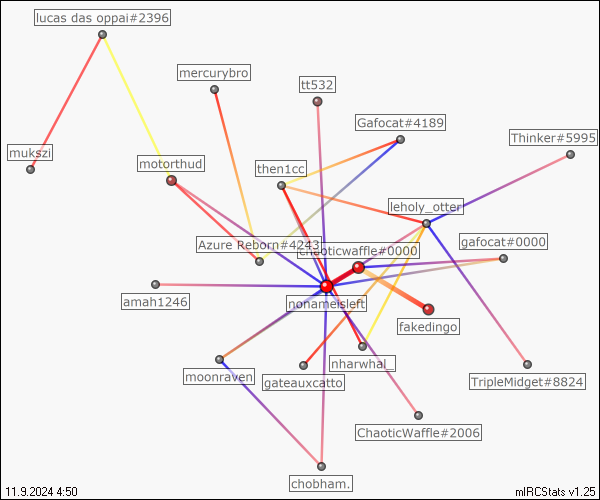 lucas das oppai#2396
mercurybro
tt532
Gafocat#4189
Thinker#5995
mukszi
motorthud
then1cc
leholy_otter
Azure Reborn#4243
chaoticwaffle#0000
gafocat#0000
amah1246
nonameisleft
fakedingo
moonraven
gateauxcatto
nharwhal_
TripleMidget#8824
ChaoticWaffle#2006
chobham.
11.9.2024 4:50
mIRCStats v1.25